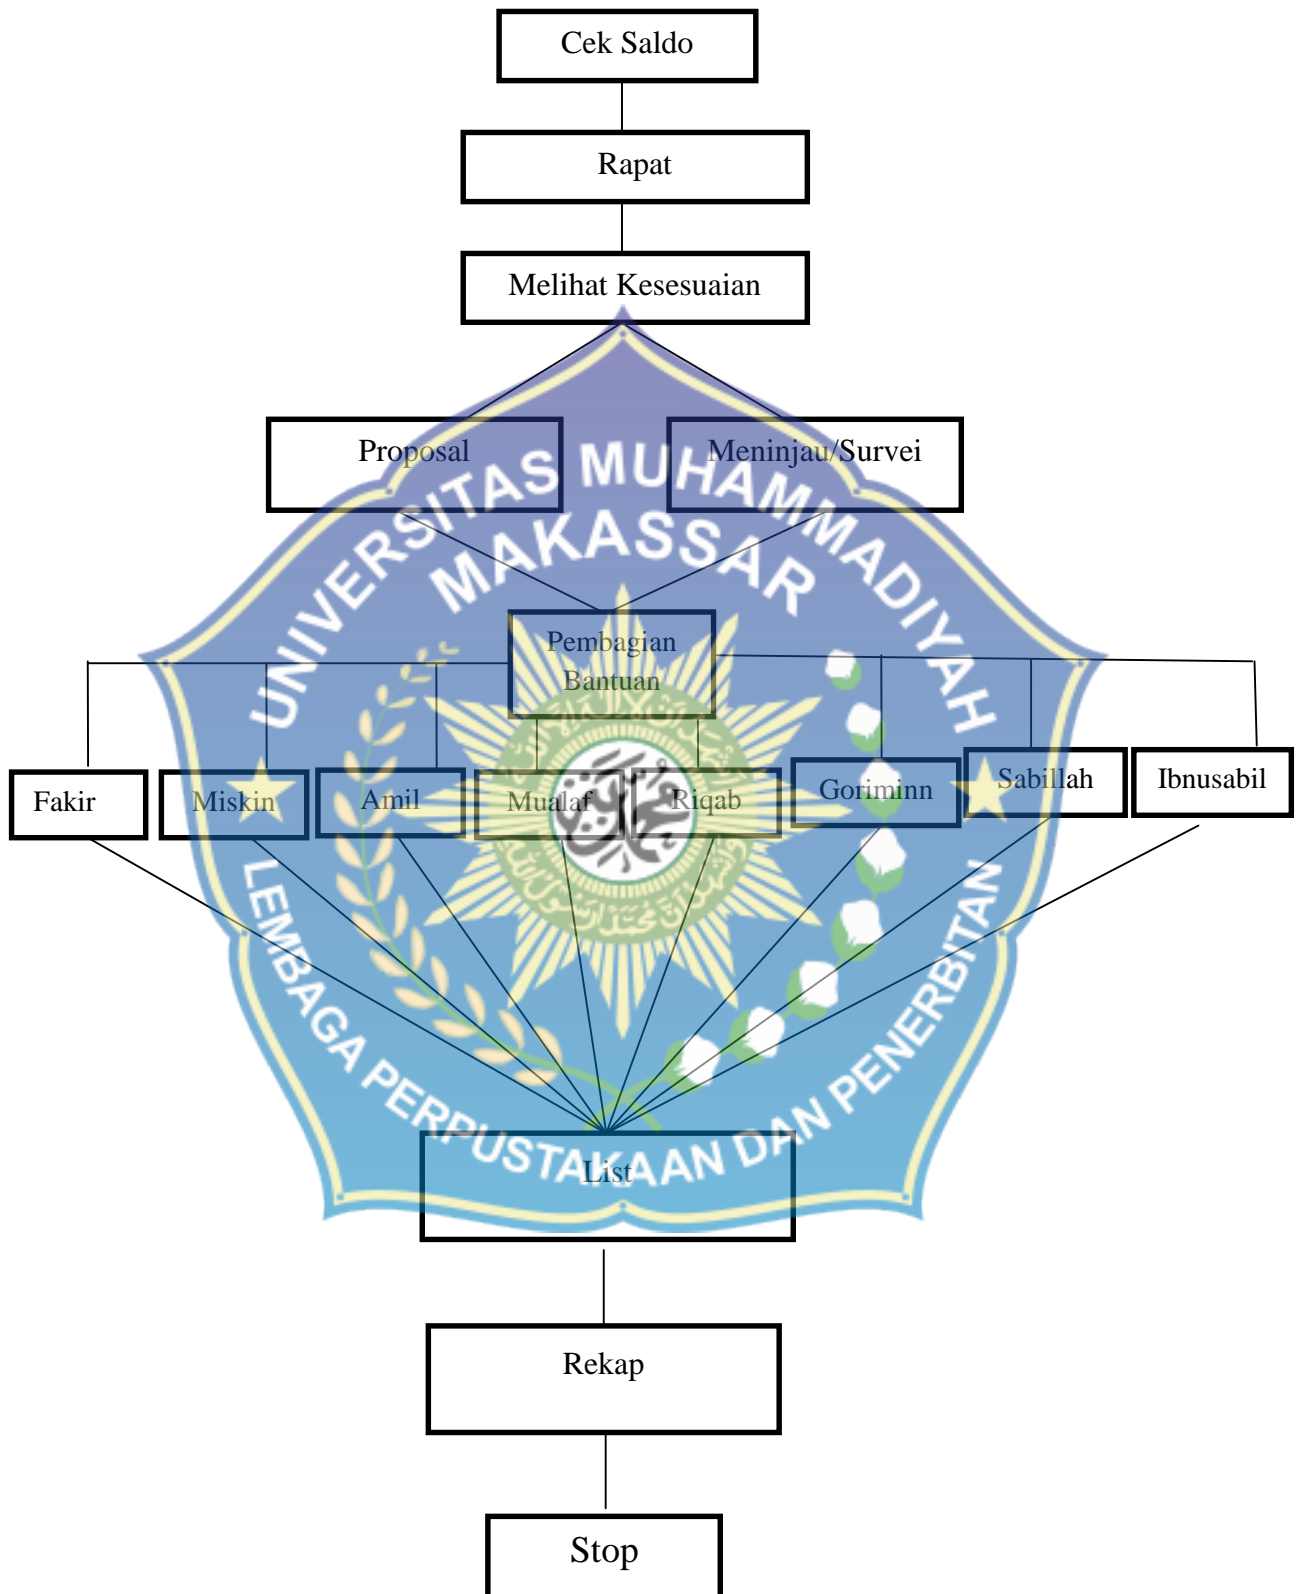 Cek Saldo
Rapat
Melihat Kesesuaian
Proposal
Meninjau/Survei
UNIVERSITAS MUHAMMADIYAH
MAKASSAR
Pembagian
Bantuan
Fakir
Miskin
Amil
Mualaf
Riqab
Goriminn
Sabillah
Ibnusabil
LEMBAGA PERPUSTAKAAN DAN PENERBITAN
List
Rekap
Stop